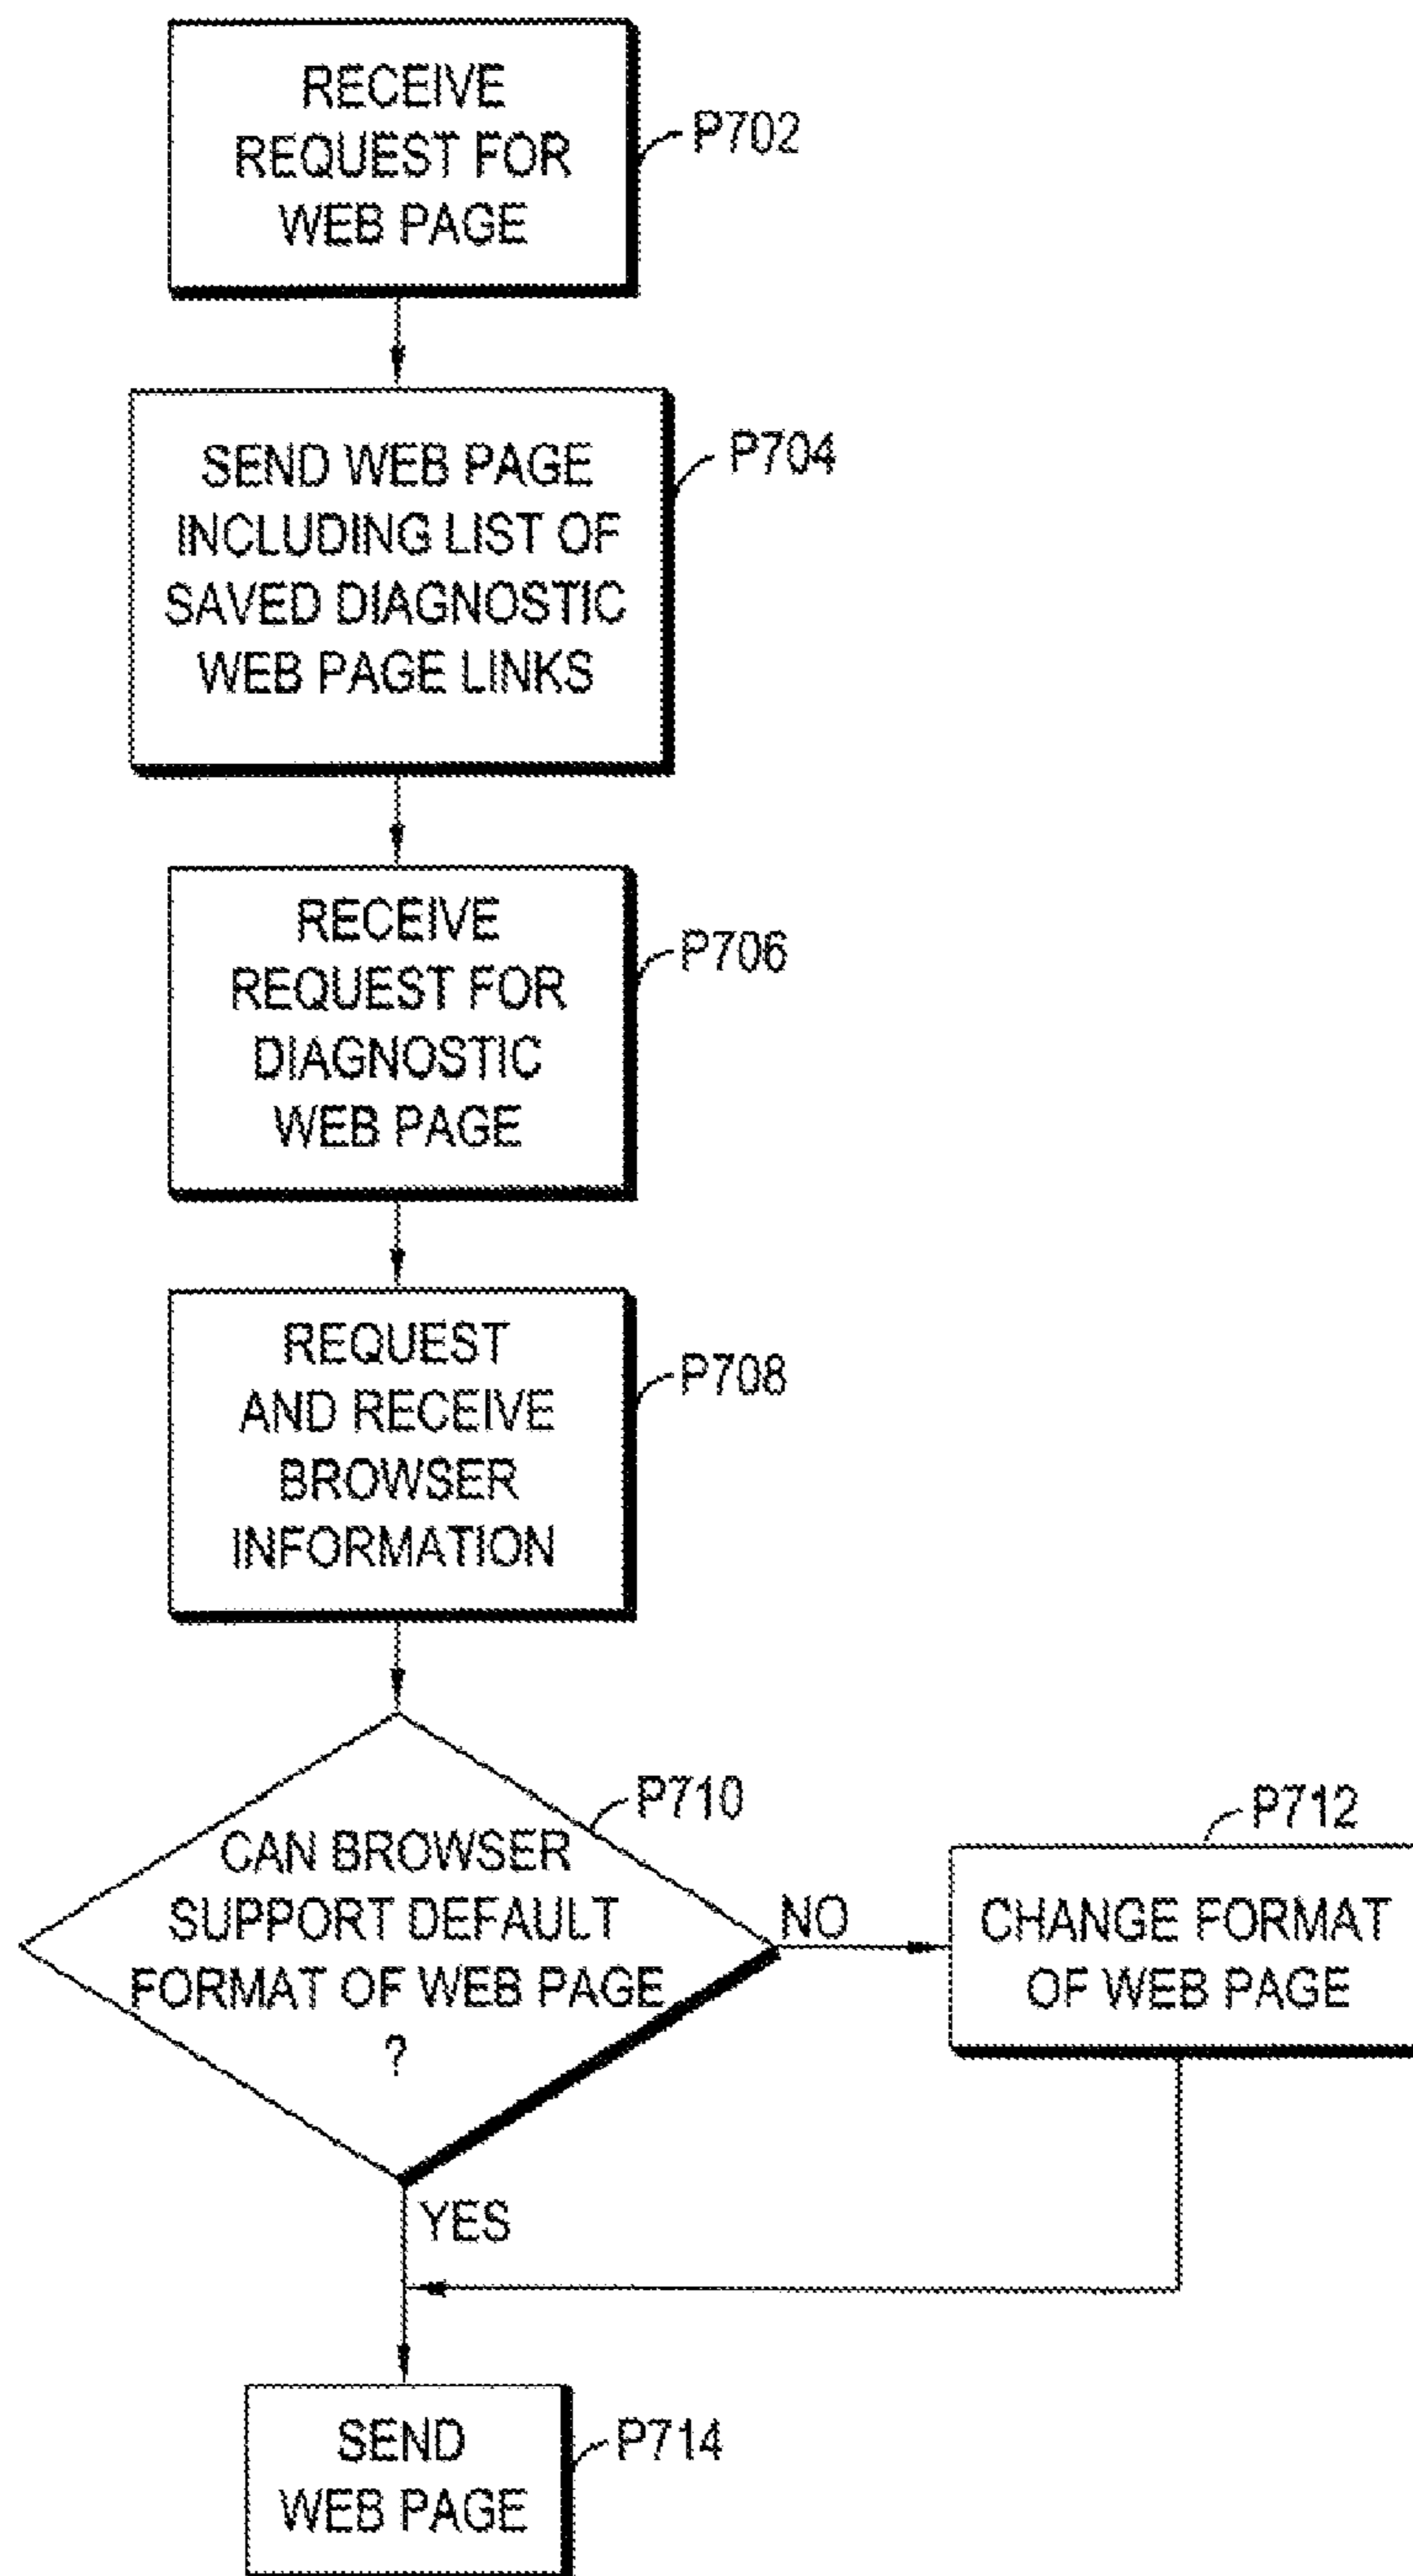 RECEIVE
REQUEST FOR
WEB PAGE
P702
SEND WEB PAGE
INCLUDING LIST OF
SAVED DIAGNOSTIC
WEB PAGE LINKS
P704
RECEIVE
REQUEST FOR
DIAGNOSTIC
WEB PAGE
P706
REQUEST
AND RECEIVE
BROWSER
INFORMATION
P708
CAN BROWSER
SUPPORT DEFAULT
FORMAT OF WEB PAGE
?
P710
NO
P712
CHANGE FORMAT
OF WEB PAGE
YES
SEND
WEB PAGE
P714